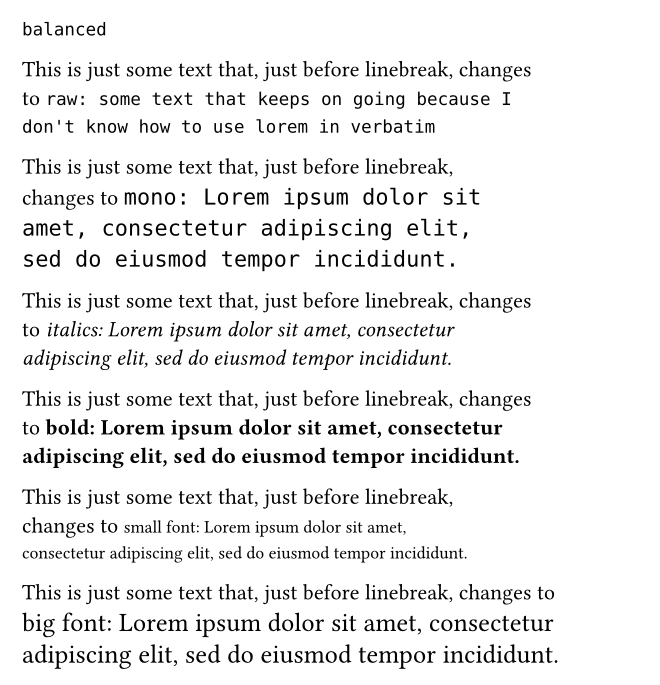 balanced
This is just some text that, just before linebreak, changes
to raw: some text that keeps on going because I
don't know how to use lorem in verbatim
This is just some text that, just before linebreak,
changes to mono: Lorem ipsum dolor sit
amet, consectetur adipiscing elit,
sed do eiusmod tempor incididunt.
This is just some text that, just before linebreak, changes
to italics: Lorem ipsum dolor sit amet, consectetur
adipiscing elit, sed do eiusmod tempor incididunt.
This is just some text that, just before linebreak, changes
to bold: Lorem ipsum dolor sit amet, consectetur
adipiscing elit, sed do eiusmod tempor incididunt.
This is just some text that, just before linebreak,
changes to small font: Lorem ipsum dolor sit amet,
consectetur adipiscing elit, sed do eiusmod tempor incididunt.
This is just some text that, just before linebreak, changes to
big font: Lorem ipsum dolor sit amet, consectetur
adipiscing elit, sed do eiusmod tempor incididunt.